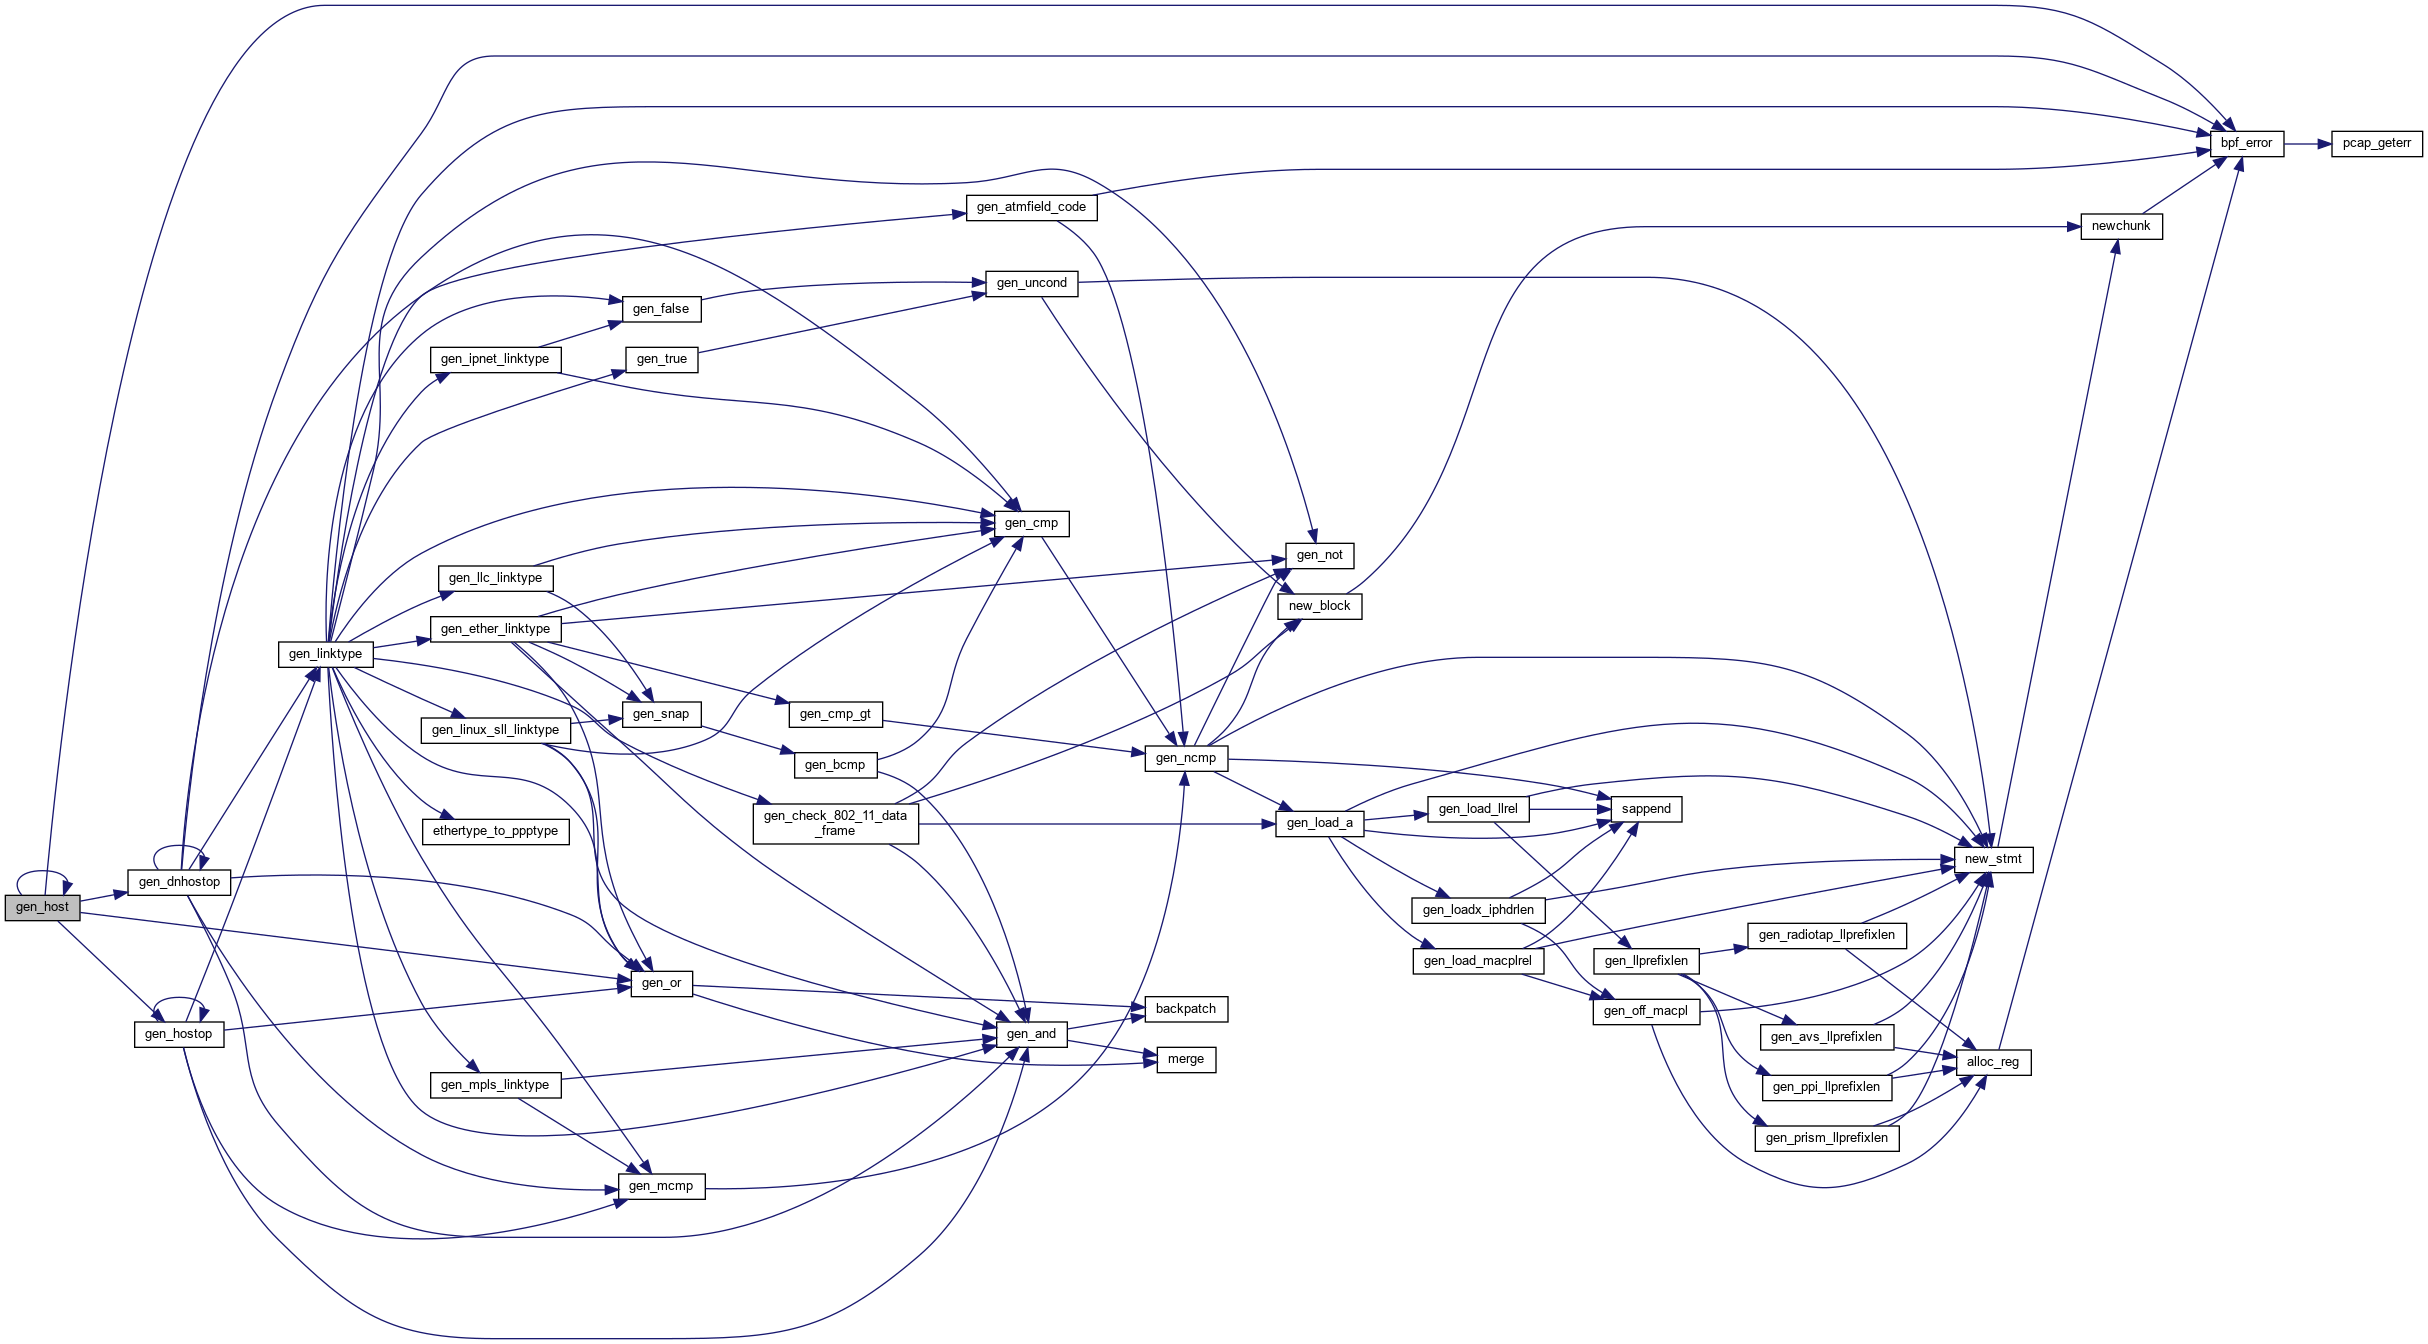 gen_host
gen_dnhostop
gen_hostop
gen_linktype
gen_ipnet_linktype
gen_llc_linktype
gen_ether_linktype
gen_linux_sll_linktype
ethertype_to_ppptype
gen_mpls_linktype
gen_false
gen_true
gen_snap
gen_or
gen_mcmp
gen_cmp_gt
gen_bcmp
gen_check_802_11_data
_frame
gen_atmfield_code
gen_uncond
gen_cmp
gen_and
gen_ncmp
backpatch
merge
gen_not
new_block
gen_load_a
gen_load_llrel
gen_loadx_iphdrlen
gen_load_macplrel
sappend
gen_llprefixlen
gen_off_macpl
gen_radiotap_llprefixlen
gen_avs_llprefixlen
gen_ppi_llprefixlen
gen_prism_llprefixlen
new_stmt
alloc_reg
newchunk
bpf_error
pcap_geterr